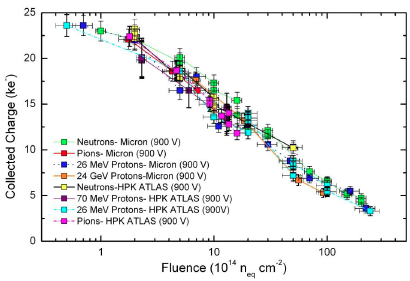 25
20
15
10
5
0
Collected Charge (ke⁻)
Neutrons- Micron (900 V)
Pions- Micron (900 V)
26 MeV Protons- Micron (900 V)
24 GeV Protons-Micron (900 V)
Neutrons-HPK ATLAS (900 V)
70 MeV Protons- HPK ATLAS (900 V)
26 MeV Protons- HPK ATLAS (900V)
Pions- HPK ATLAS (900 V)
1 10 100
Fluence (10¹⁴ n_eq cm⁻²)